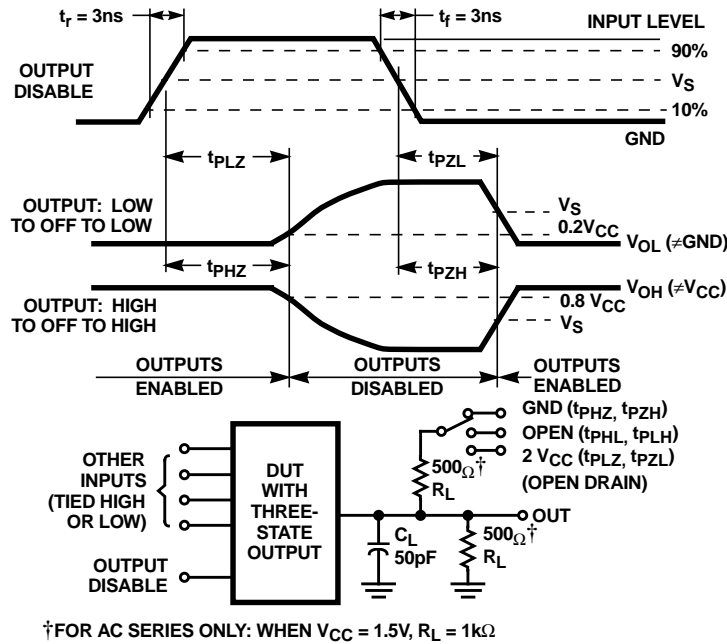 tr = 3ns
tf = 3ns
INPUT LEVEL
90%
OUTPUT
DISABLE
VS
10%
GND
tPLZ
tPZL
OUTPUT: LOW
TO OFF TO LOW
VS
0.2VCC
VOL (≠GND)
tPHZ
tPZH
OUTPUT: HIGH
TO OFF TO HIGH
VOH (≠VCC)
0.8 VCC
VS
OUTPUTS
ENABLED
OUTPUTS
DISABLED
OUTPUTS
ENABLED
GND (tPHZ, tPZH)
OPEN (tPHL, tPLH)
2 VCC (tPLZ, tPZL)
(OPEN DRAIN)
OTHER
INPUTS
(TIED HIGH
OR LOW)
OUTPUT
DISABLE
DUT
WITH
THREE-
STATE
OUTPUT
500Ω†
RL
OUT
CL
50pF
500Ω†
RL
†FOR AC SERIES ONLY: WHEN VCC = 1.5V, RL = 1kΩ